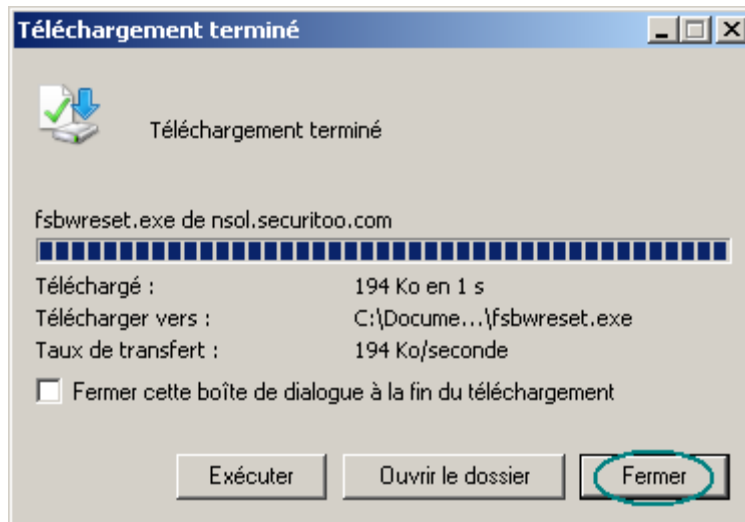 Téléchargement terminé
Téléchargement terminé
fsbwreset.exe de nsol.securitoo.com
Téléchargé : 194 Ko en 1 s
Télécharger vers : C:\Docume...\fsbwreset.exe
Taux de transfert : 194 Ko/seconde
Fermer cette boîte de dialogue à la fin du téléchargement
Exécuter Ouvrir le dossier Fermer